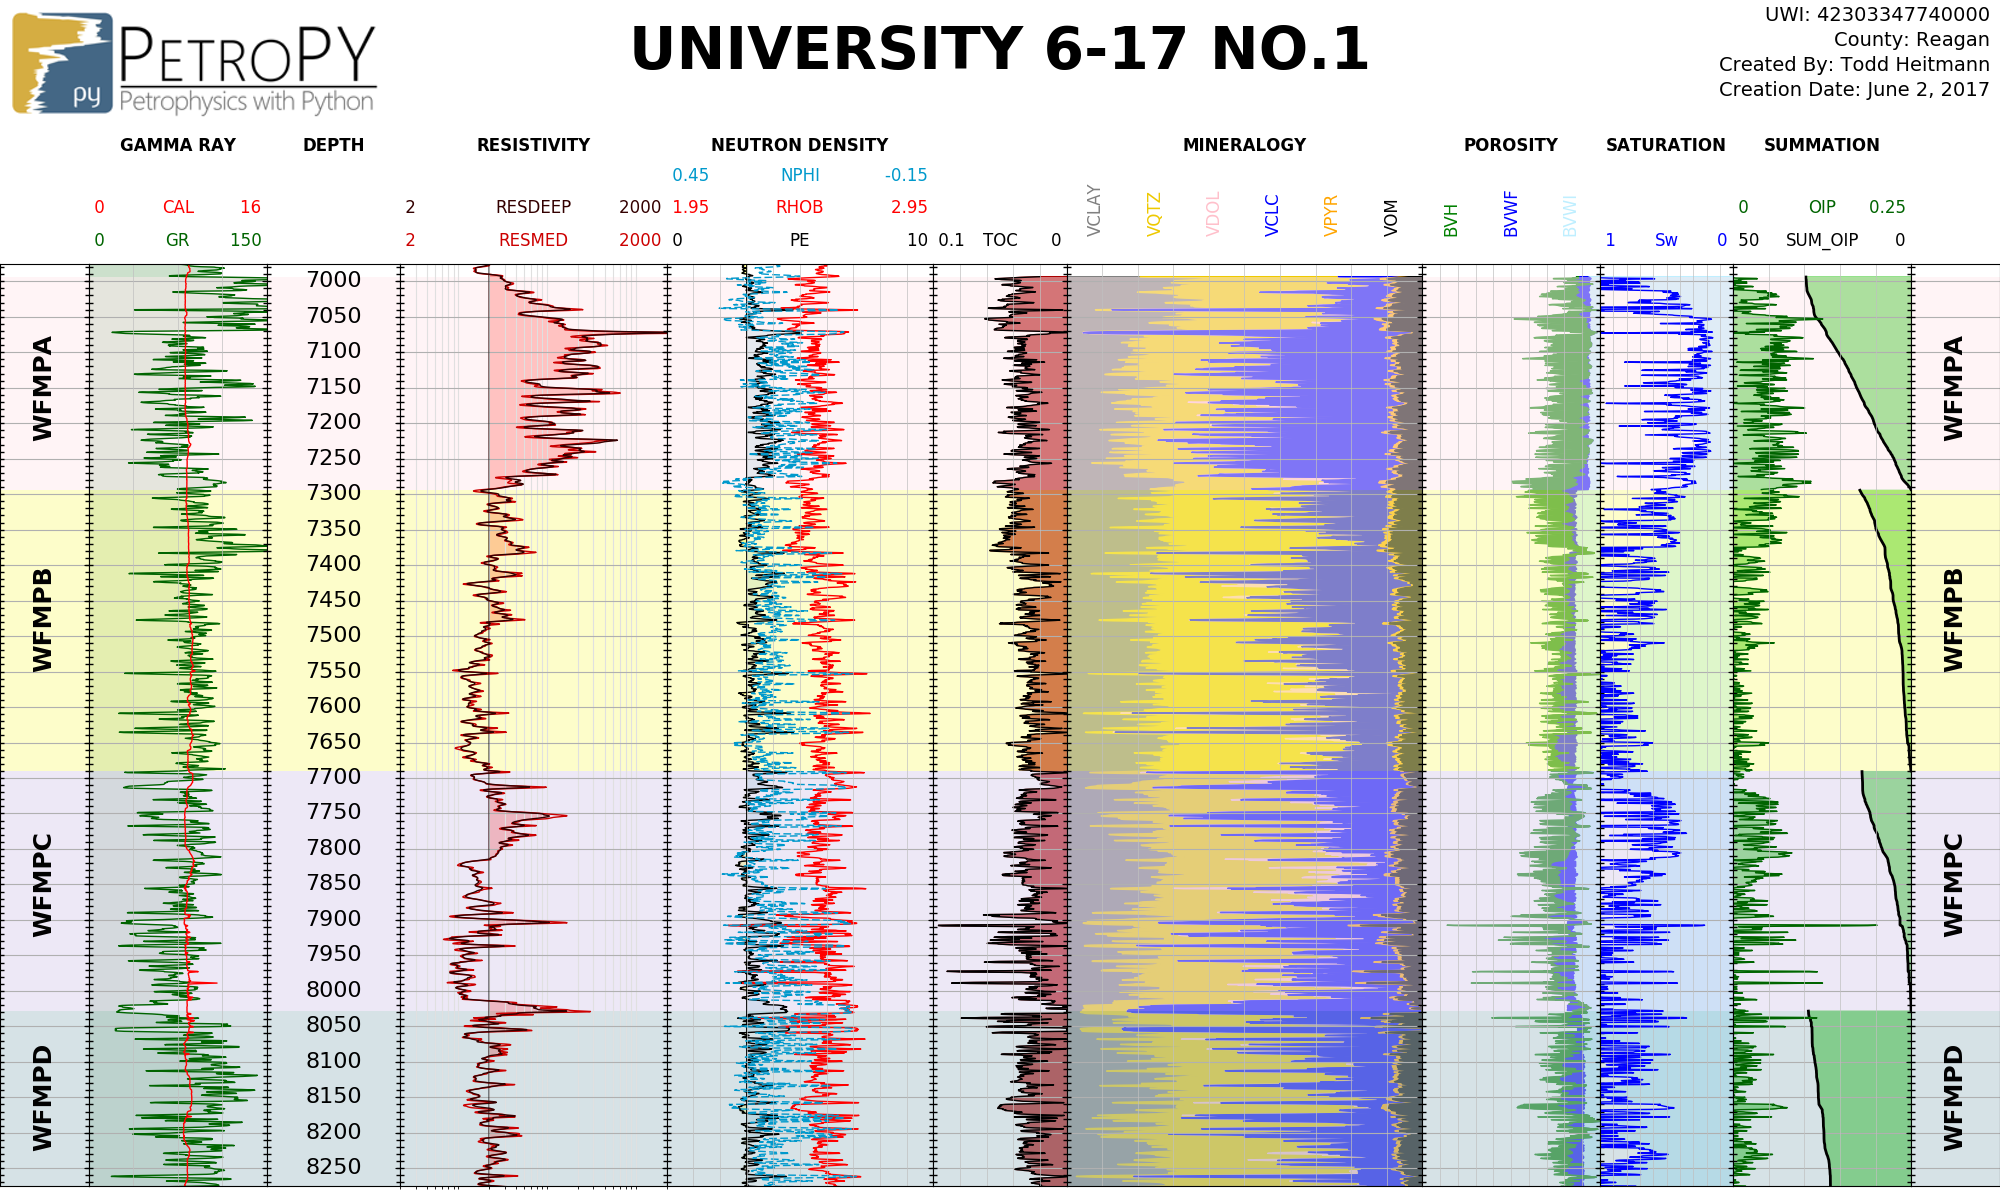 PETROPY
py
Petrophysics with Python
UNIVERSITY 6-17 NO.1
UWI: 42303347740000
County: Reagan
Created By: Todd Heitmann
Creation Date: June 2, 2017
GAMMA RAY DEPTH RESISTIVITY NEUTRON DENSITY MINERALOGY POROSITY SATURATION SUMMATION
0.45 NPHI -0.15
0 CAL 16 2 RESDEEP 2000 1.95 RHOB 2.95 0 OIP 0.25
0 GR 150 2 RESMED 2000 0 PE 10 0.1 TOC 0 VCLAY VQTZ VDOL VCLC VPYR VOM BVH BVWF BVWI 1 Sw 0 50 SUM_OIP 0
7000
7050
7100
7150
7200
7250
7300
7350
7400
7450
7500
7550
7600
7650
7700
7750
7800
7850
7900
7950
8000
8050
8100
8150
8200
8250
WFMPA
WFMPB
WFMPC
WFMPD
WFMPA
WFMPB
WFMPC
WFMPD